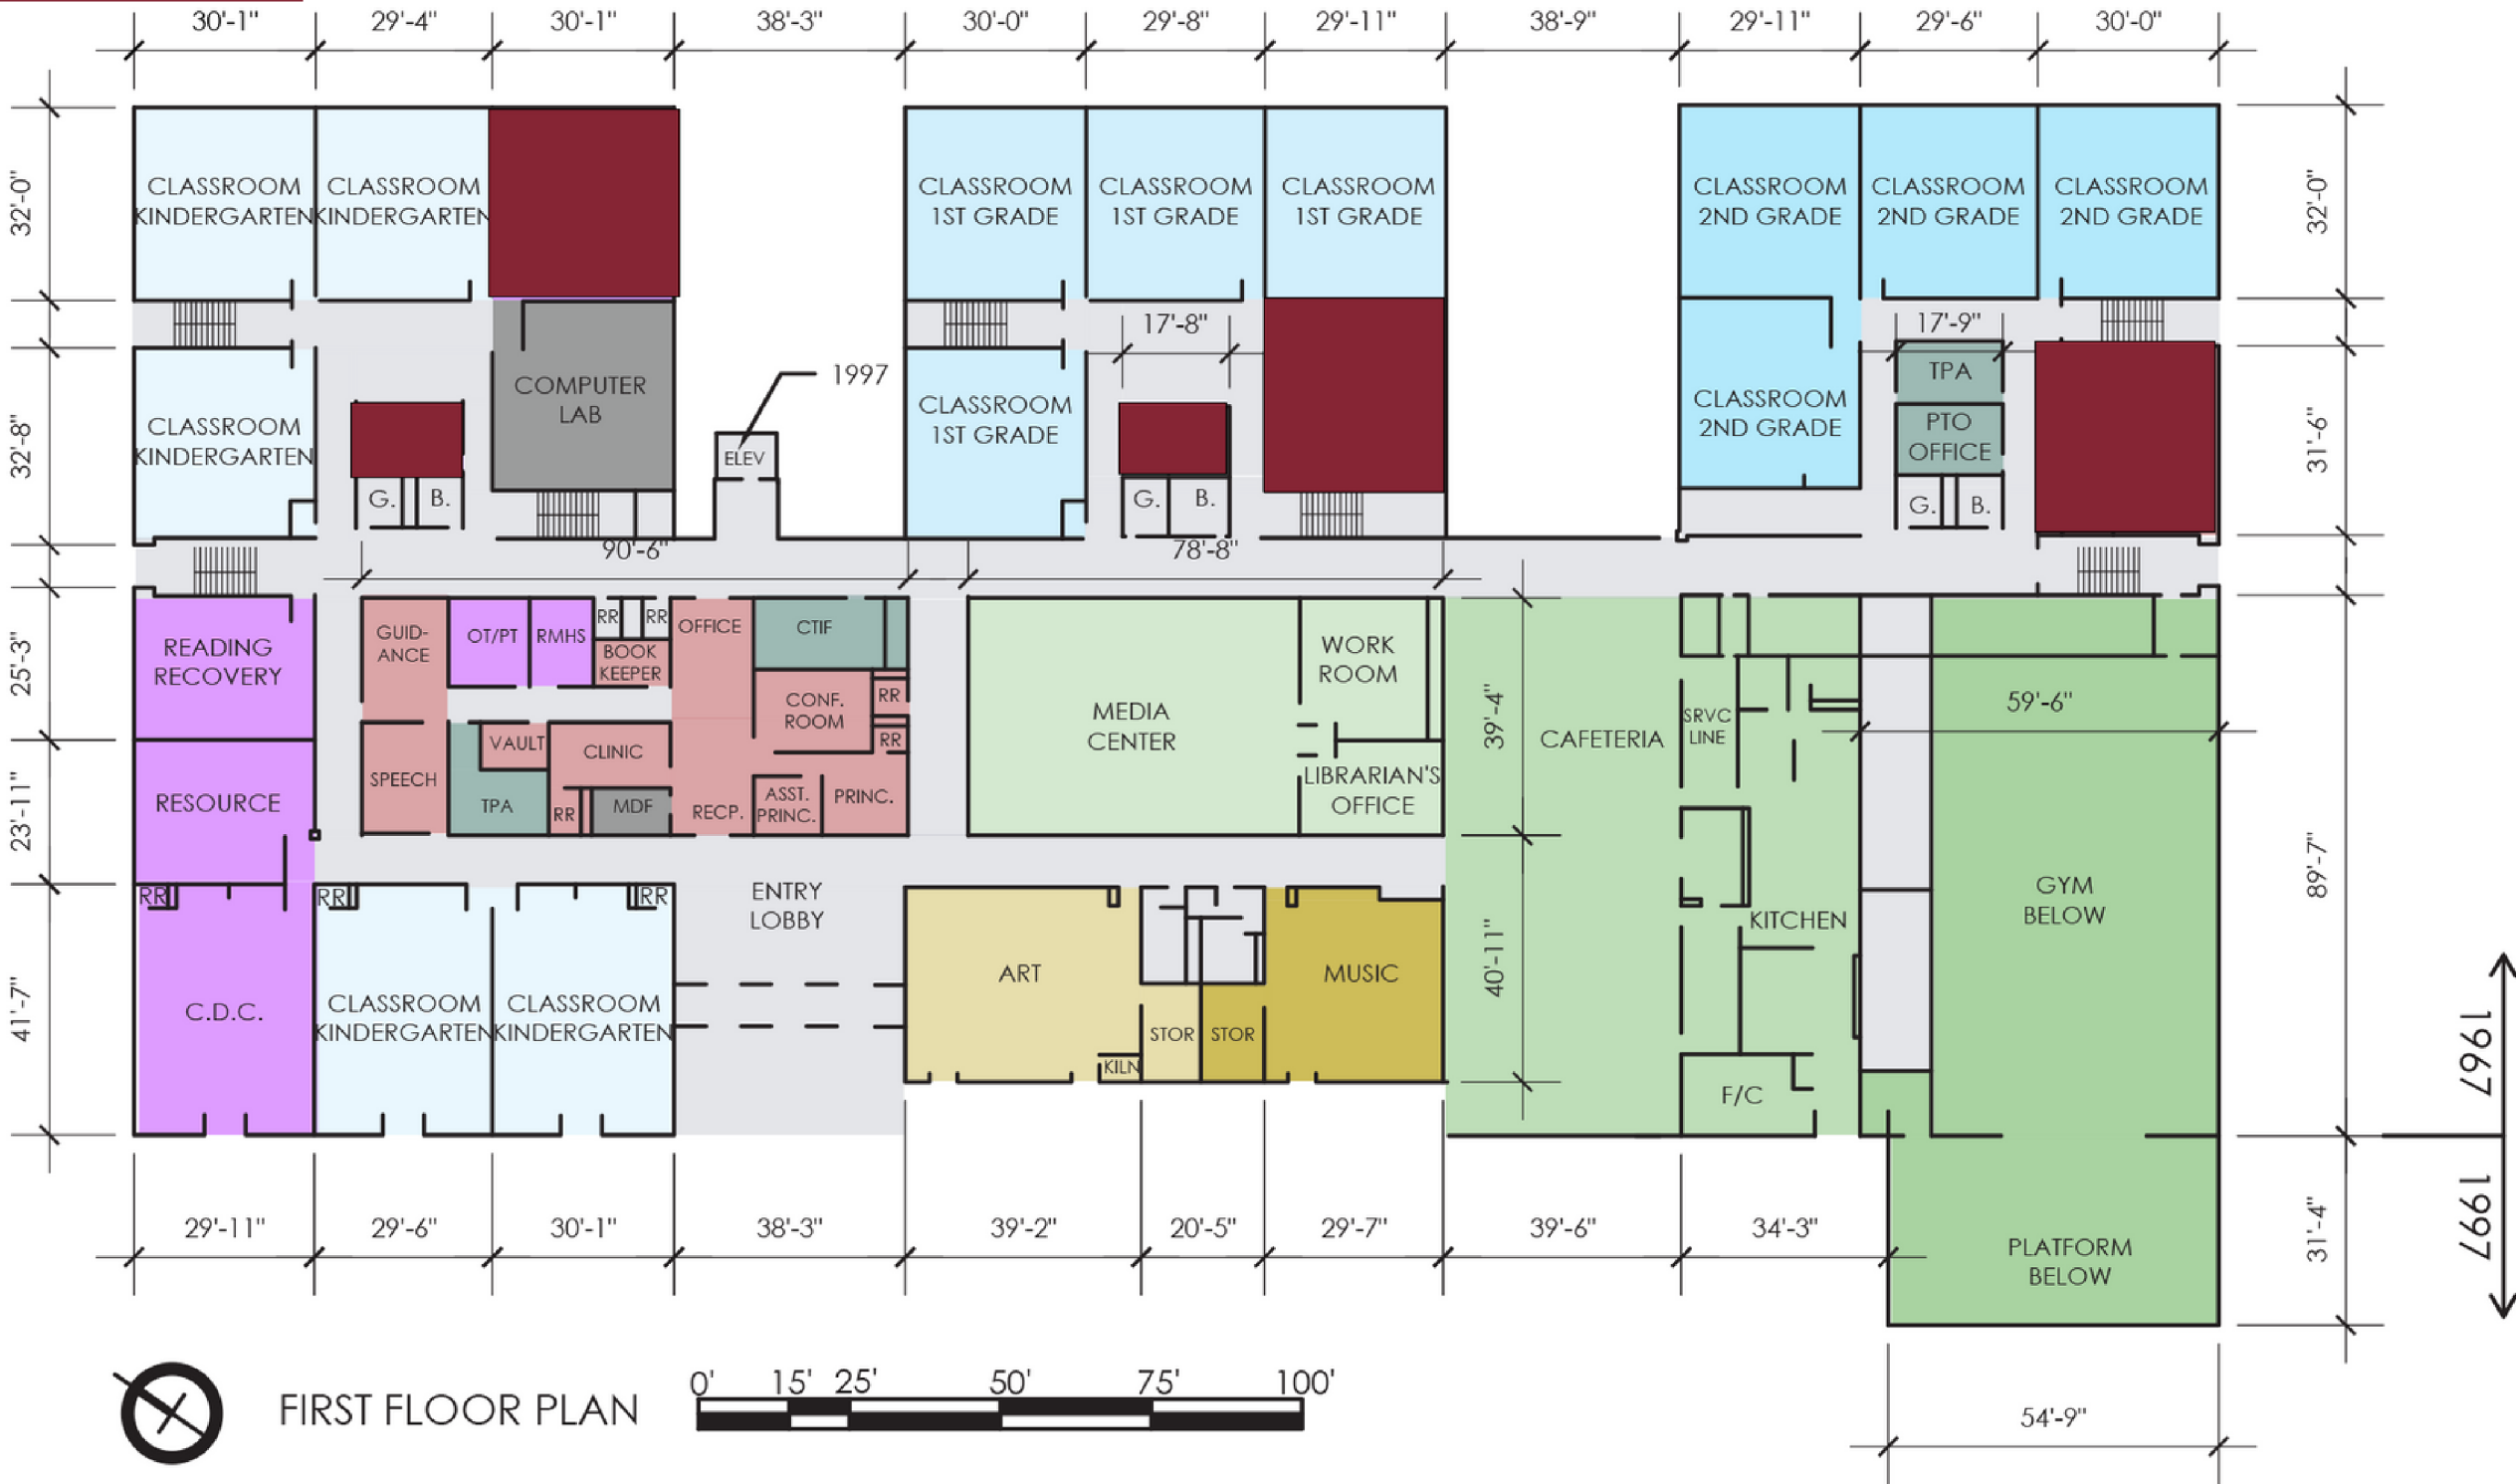 30'-1" 29'-4" 30'-1" 38'-3" 30'-0" 29'-8" 29'-11" 38'-9" 29'-11" 29'-6" 30'-0"
32'-0"
32'-8"
25'-3"
23'-11"
41'-7"
CLASSROOM
KINDERGARTEN
CLASSROOM
KINDERGARTEN
CLASSROOM
1ST GRADE
CLASSROOM
1ST GRADE
CLASSROOM
1ST GRADE
CLASSROOM
2ND GRADE
CLASSROOM
2ND GRADE
CLASSROOM
2ND GRADE
32'-0"
CLASSROOM
KINDERGARTEN
COMPUTER
LAB
G. B.
1997
ELEV
CLASSROOM
1ST GRADE
17'-8"
G. B.
CLASSROOM
2ND GRADE
17'-9"
TPA
PTO
OFFICE
G. B.
31'-6"
90'-6"
78'-8"
READING
RECOVERY
RESOURCE
GUID-
ANCE
OT/PT
RMHS
RR RR
BOOK
KEEPER
OFFICE
CTIF
CONF.
ROOM
RR
RR
SPEECH
VAULT
TPA
CLINIC
RR
MDF
RECP.
ASST.
PRINC.
PRINC.
MEDIA
CENTER
WORK
ROOM
LIBRARIAN'S
OFFICE
39'-4"
CAFETERIA
SRVC
LINE
59'-6"
GYM
BELOW
89'-7"
RR
RR
RR
C.D.C.
CLASSROOM
KINDERGARTEN
CLASSROOM
KINDERGARTEN
ENTRY
LOBBY
ART
KILN
STOR
STOR
MUSIC
40'-11"
KITCHEN
F/C
1967
1997
PLATFORM
BELOW
31'-4"
29'-11" 29'-6" 30'-1" 38'-3" 39'-2" 20'-5" 29'-7" 39'-6" 34'-3"
54'-9"
FIRST FLOOR PLAN
0' 15' 25' 50' 75' 100'